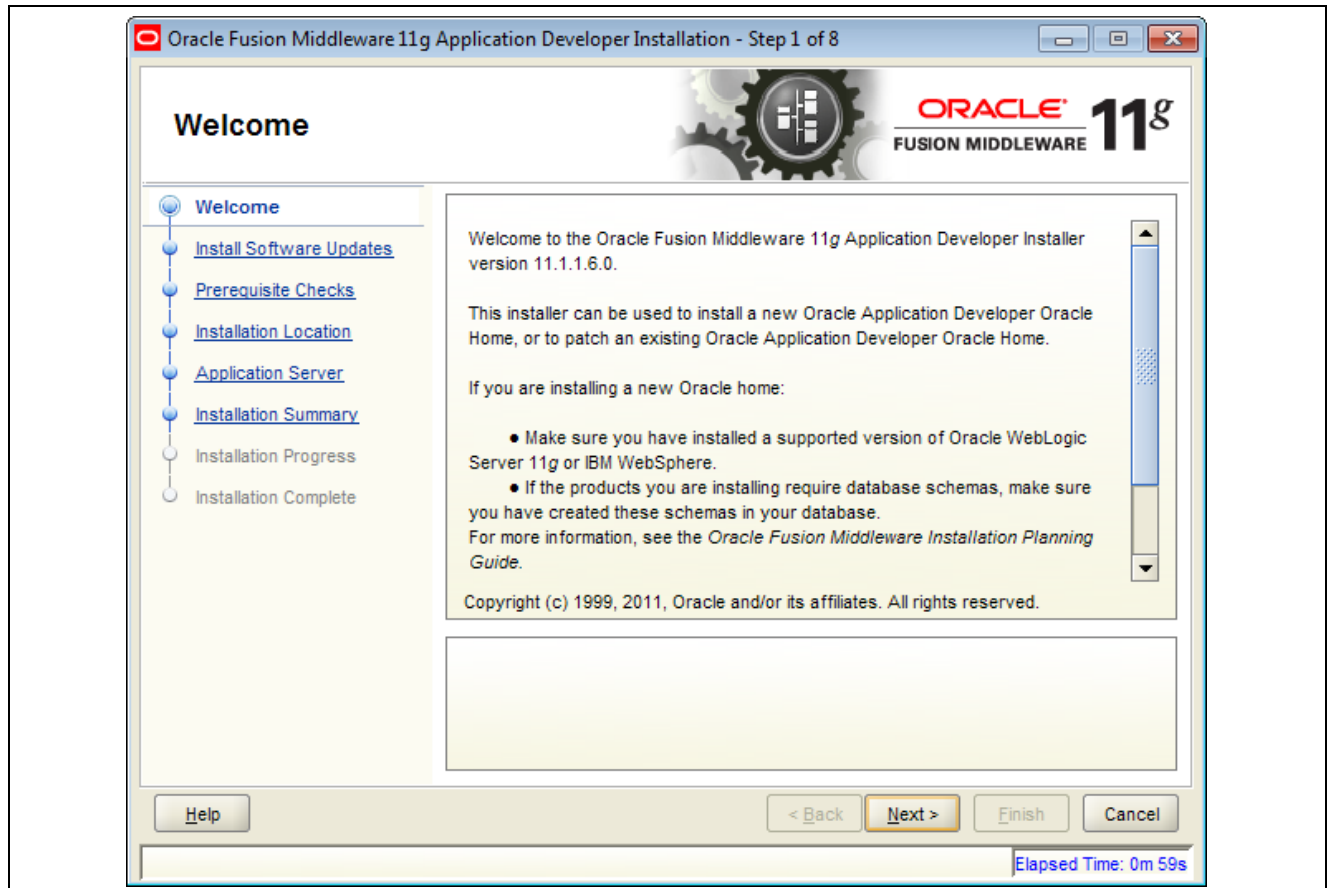 Oracle Fusion Middleware 11g Application Developer Installation - Step 1 of 8
Welcome
ORACLE
FUSION MIDDLEWARE
11g
Welcome
Install Software Updates
Prerequisite Checks
Installation Location
Application Server
Installation Summary
Installation Progress
Installation Complete
Welcome to the Oracle Fusion Middleware 11g Application Developer Installer
version 11.1.1.6.0.
This installer can be used to install a new Oracle Application Developer Oracle
Home, or to patch an existing Oracle Application Developer Oracle Home.
If you are installing a new Oracle home:
● Make sure you have installed a supported version of Oracle WebLogic
Server 11g or IBM WebSphere.
● If the products you are installing require database schemas, make sure
you have created these schemas in your database.
For more information, see the Oracle Fusion Middleware Installation Planning
Guide.
Copyright (c) 1999, 2011, Oracle and/or its affiliates. All rights reserved.
Help
< Back
Next >
Finish
Cancel
Elapsed Time: 0m 59s